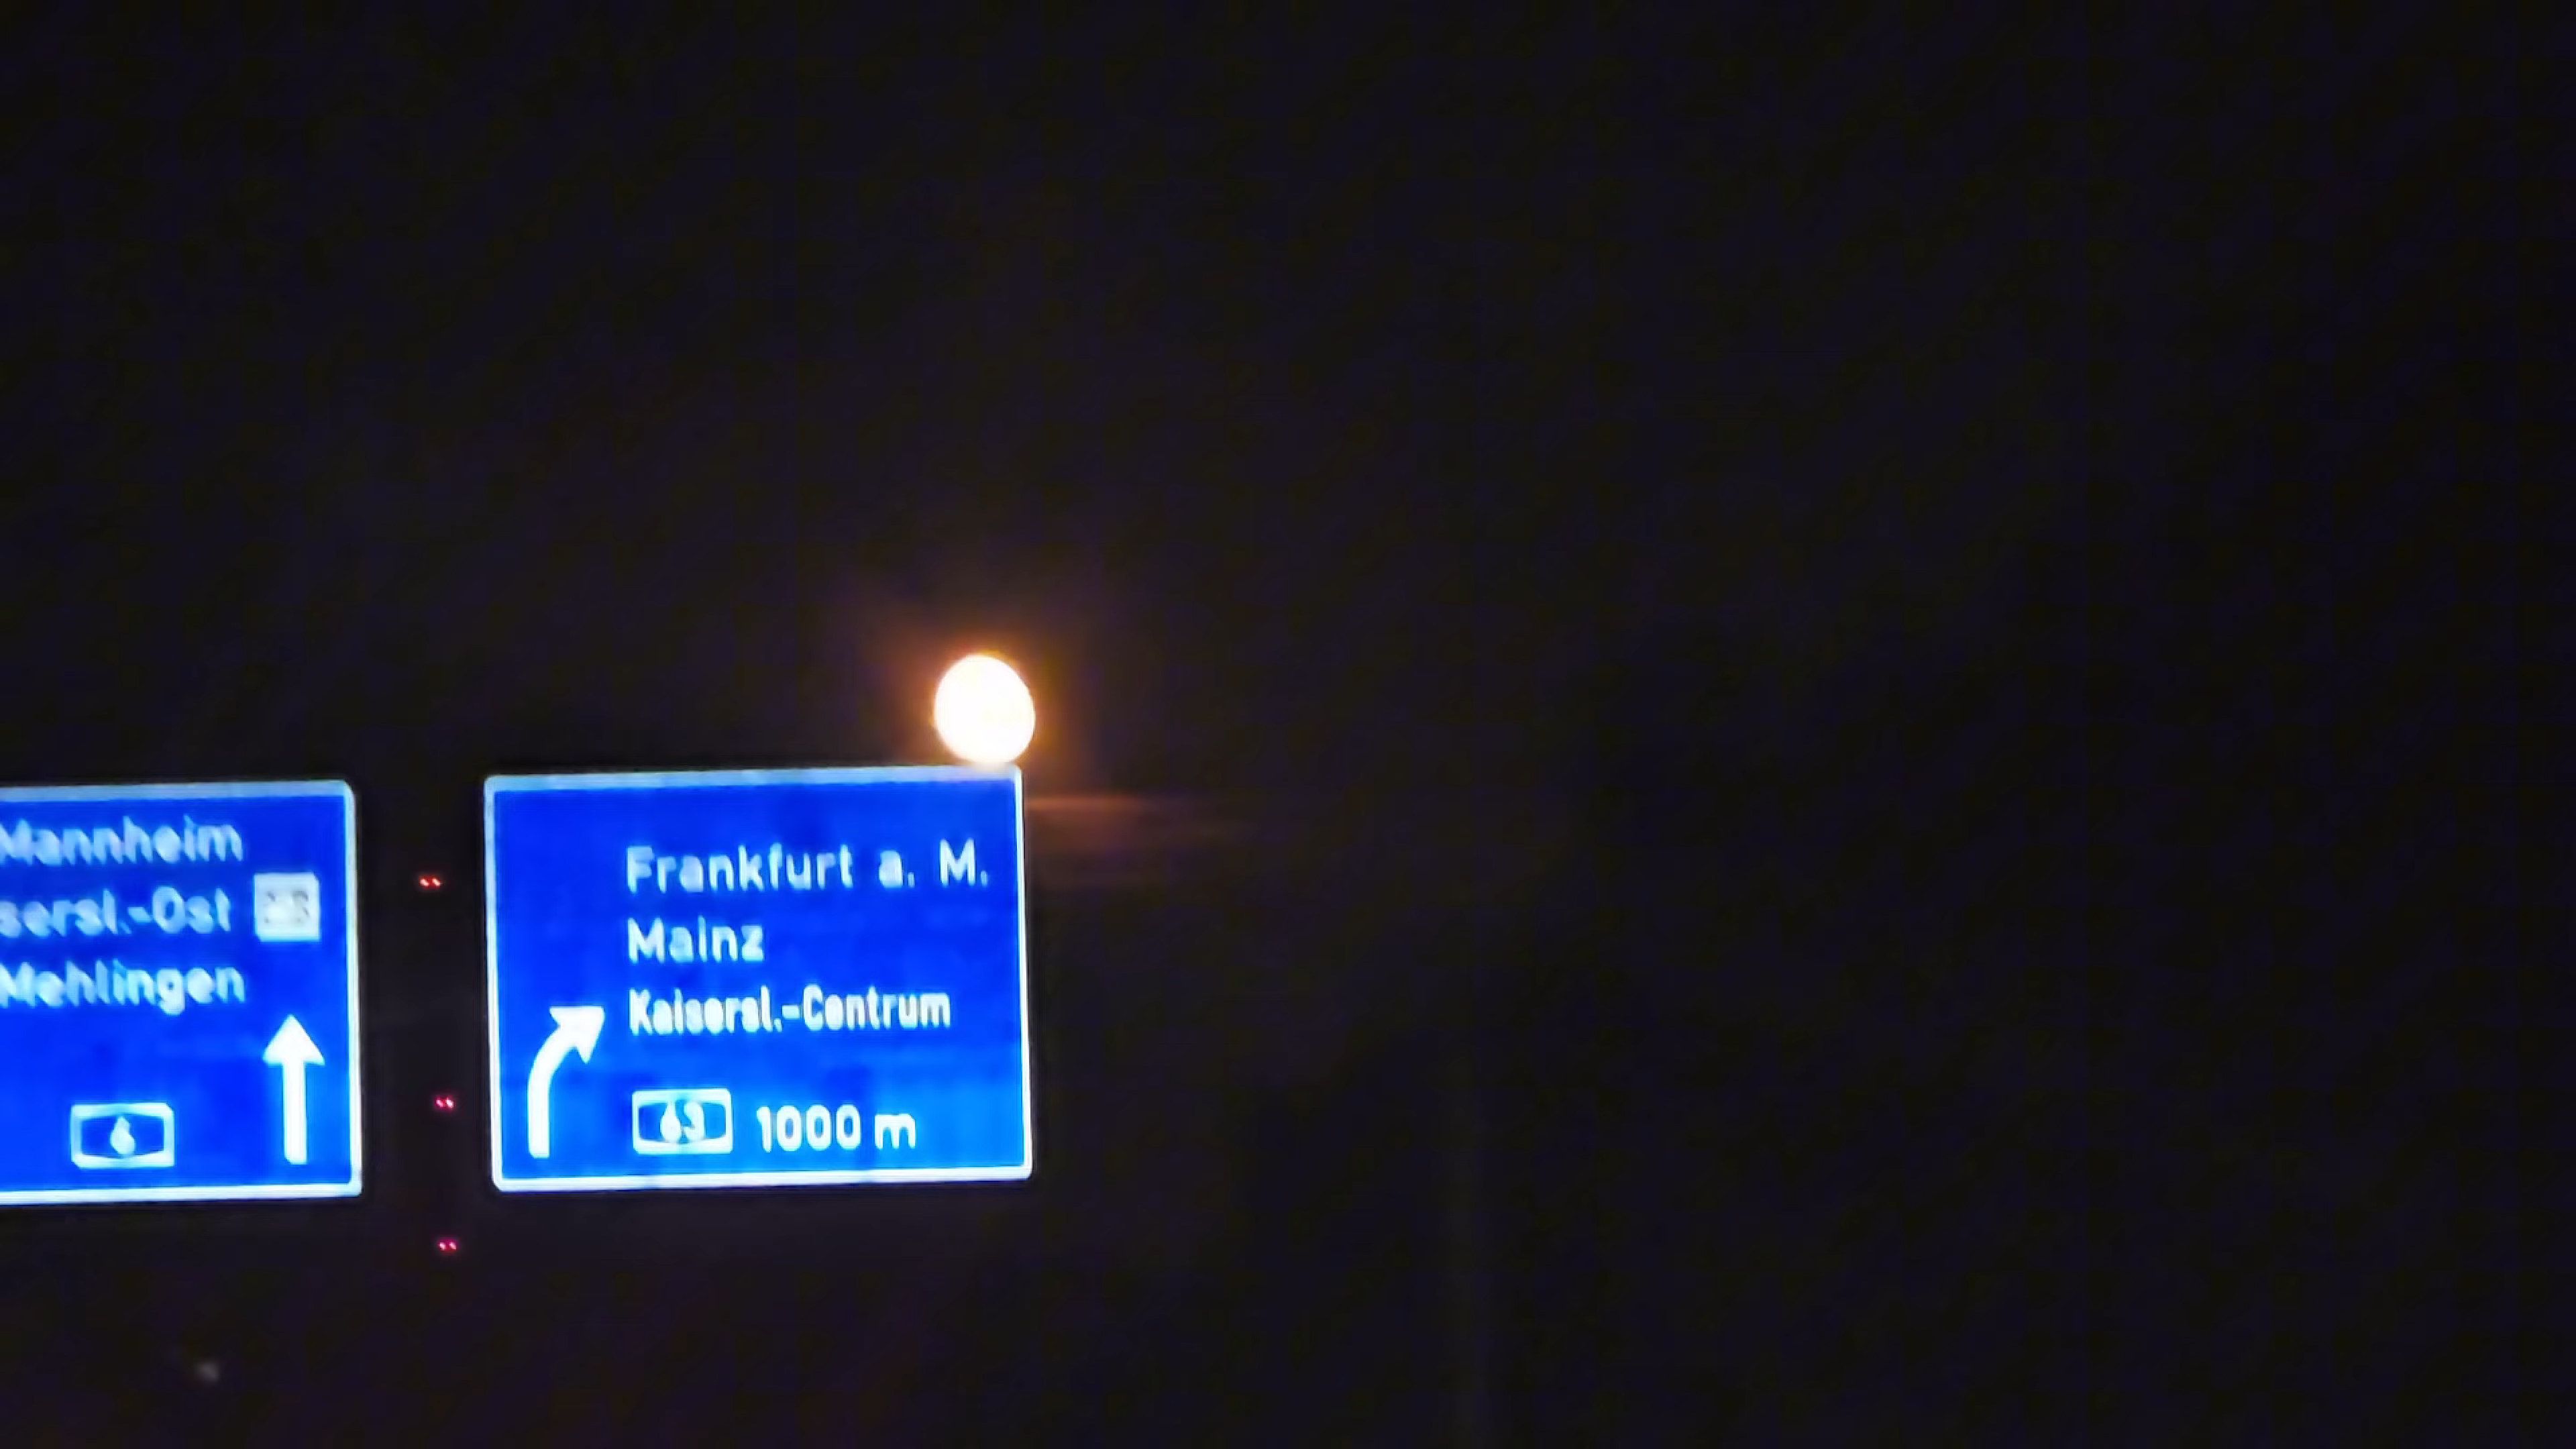 Mannheim
sersl.-Ost
Mehlingen
6
Frankfurt a. M.
Mainz
Kaisersl.-Centrum
63 1000 m